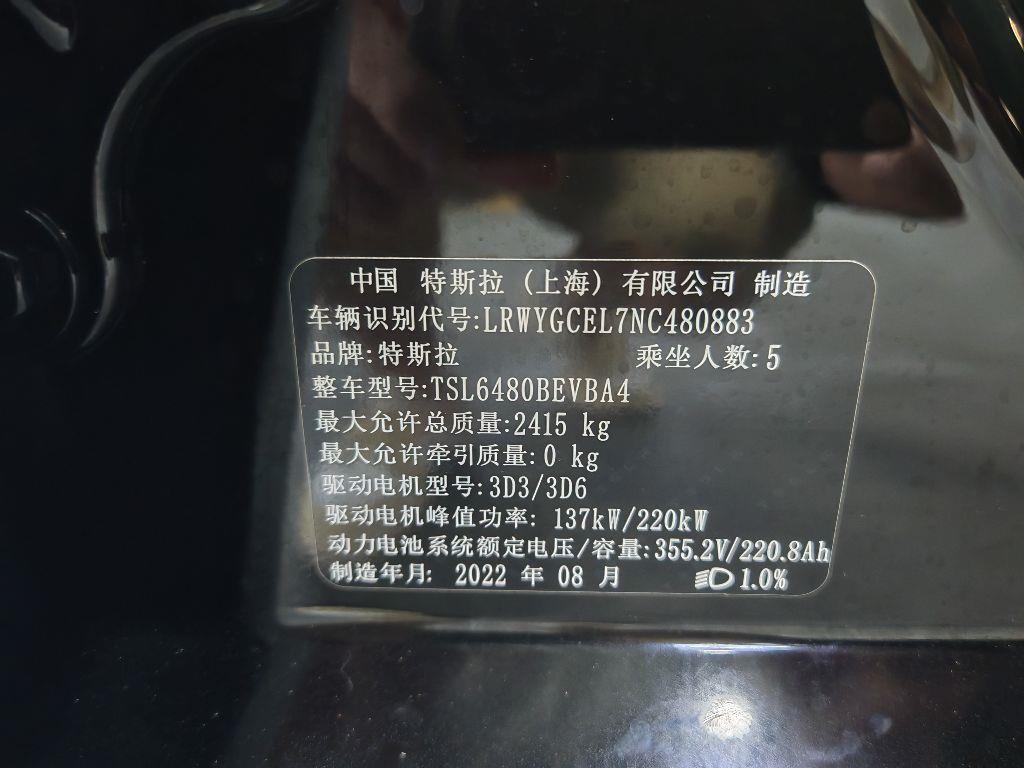 中国 特斯拉 (上海) 有限公司 制造
车辆识别代号:LRWYGCEL7NC480883
品牌:特斯拉 乘坐人数:5
整车型号:TSL6480BEVBA4
最大允许总质量:2415 kg
最大允许牵引质量:0 kg
驱动电机型号:3D3/3D6
驱动电机峰值功率: 137kW/220kW
动力电池系统额定电压/容量:355.2V/220.8Ah
制造年月: 2022 年 08 月 1.0%